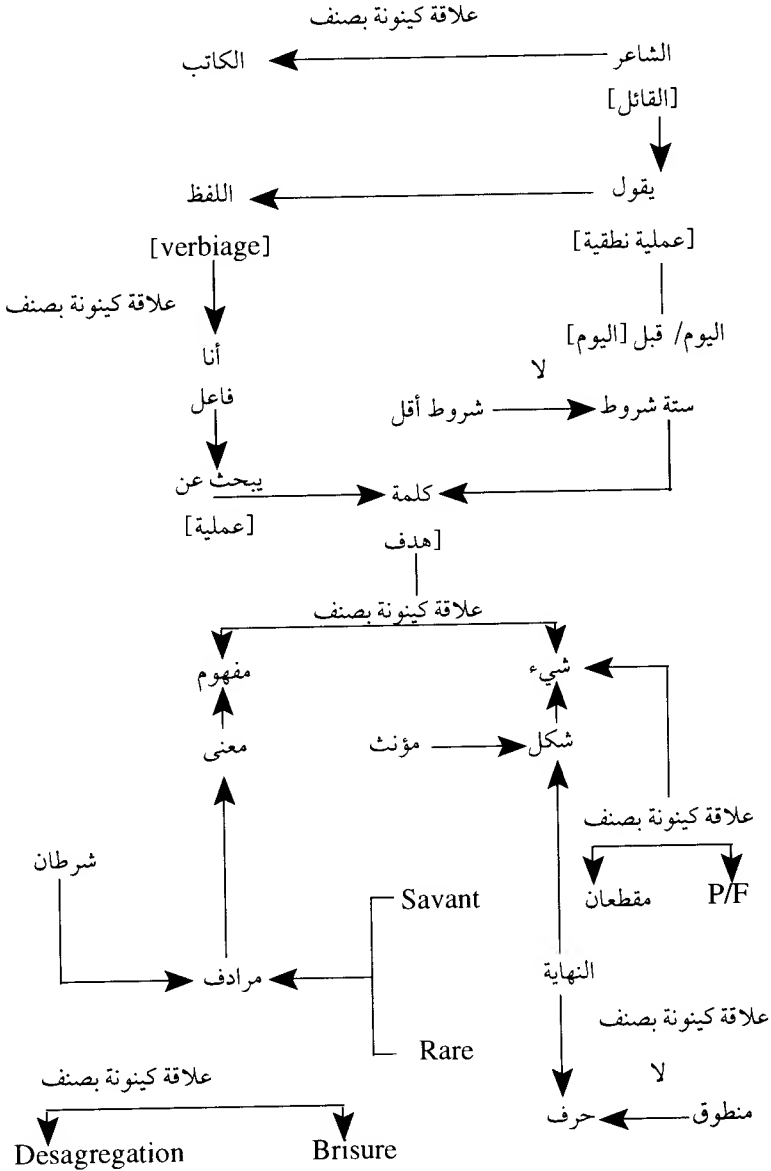 علاقة كينونة بصنف
الشاعر الكاتب
[القائل]
يقول اللفظ
[عملية نطقية] [verbiage]
علاقة كينونة بصنف
اليوم/ قبل [اليوم] أنا
لا
فاعل
ستة شروط شروط أقل
كلمة يبحث عن
[عملية]
[هدف
علاقة كينونة بصنف
شيء مفهوم
شكل مؤنث معنى
علاقة كينونة بصنف
شرطان
P/F مقطعان Savant
النهاية مرادف
علاقة كينونة بصنف
Rare
لا
علاقة كينونة بصنف
منطوق حرف
Brisure Desagregation